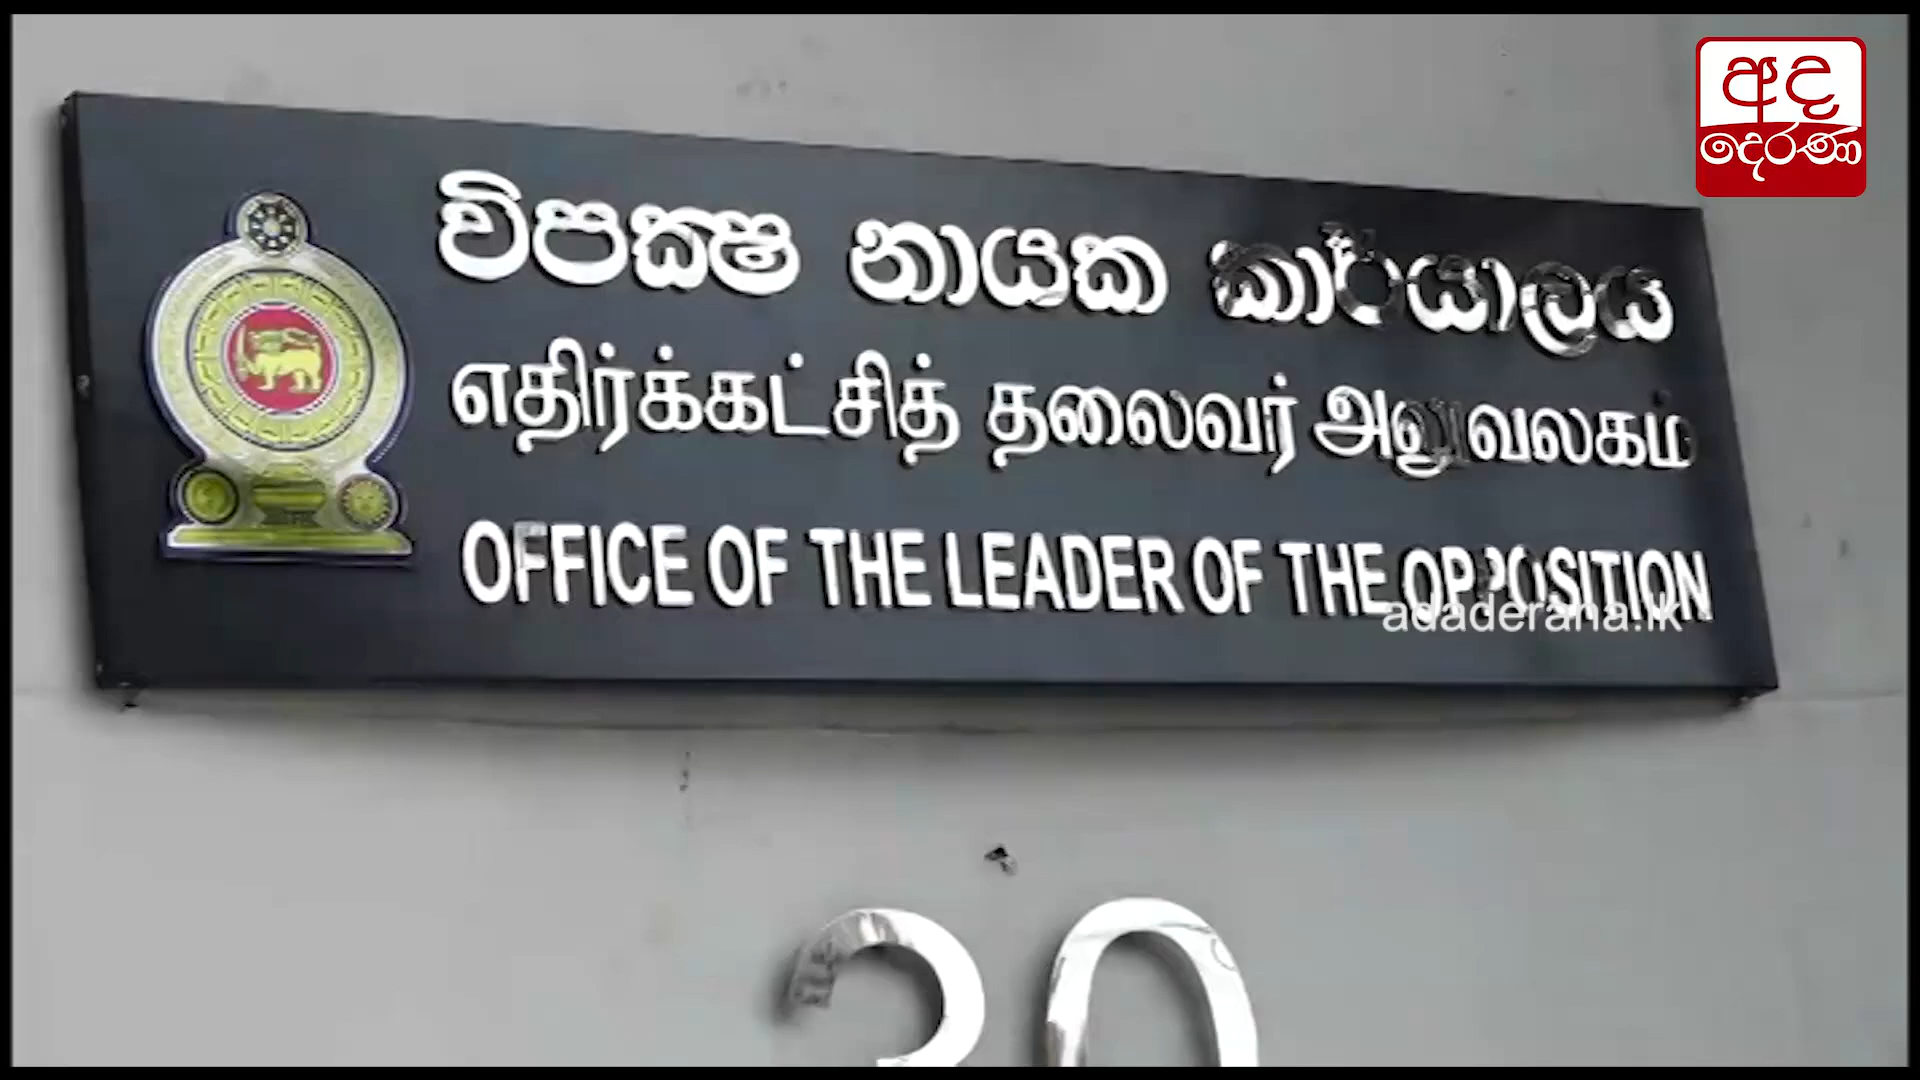 අද
දෙරණ
විපක්ෂ නායක කාර්යාලය
எதிர்க்கட்சித் தலைவர் அலுவலகம்
OFFICE OF THE LEADER OF THE OPPOSITION
adaderana.lk
30